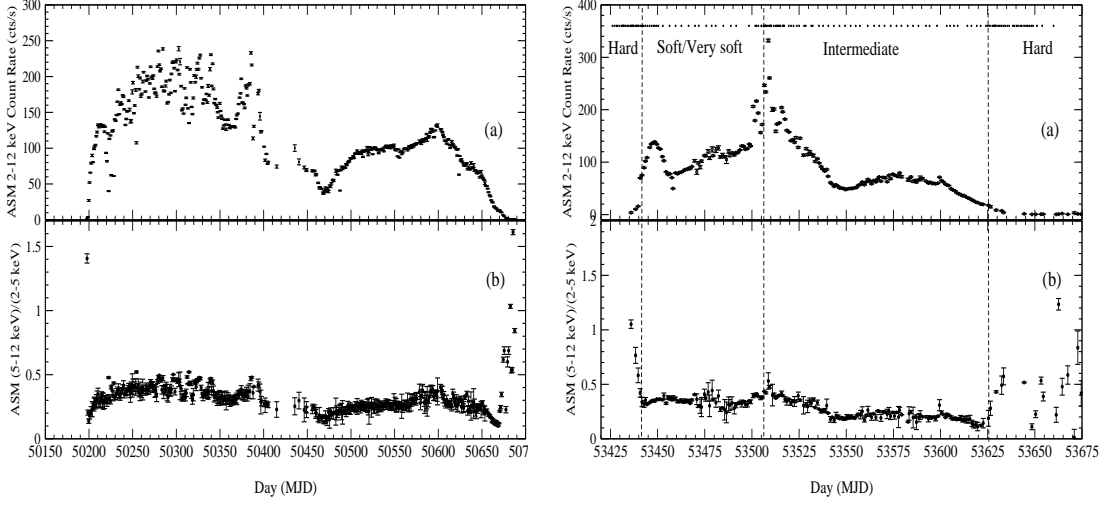 300
250
200
150
100
50
0
ASM 2-12 keV Count Rate (cts/s)
(a)
1.5
1
0.5
0
ASM (5-12 keV)/(2-5 keV)
(b)
50150 50200 50250 50300 50350 50400 50450 50500 50550 50600 50650 507
Day (MJD)
400
320
240
160
80
0
ASM 2-12 keV Count Rate (cts/s)
Hard Soft/Very soft Intermediate Hard
(a)
2
1.5
1
0.5
0
ASM (5-12 keV)/(2-5 keV)
(b)
53425 53450 53475 53500 53525 53550 53575 53600 53625 53650 53675
Day (MJD)